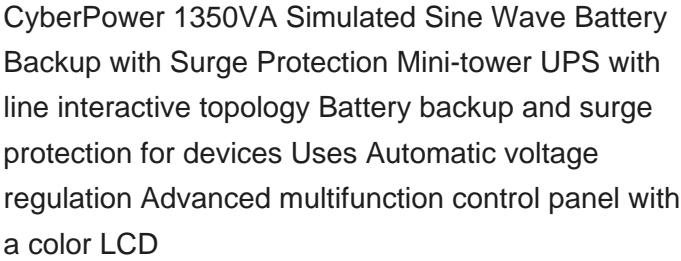 CyberPower 1350VA Simulated Sine Wave Battery
Backup with Surge Protection Mini-tower UPS with
line interactive topology Battery backup and surge
protection for devices Uses Automatic voltage
regulation Advanced multifunction control panel with
a color LCD